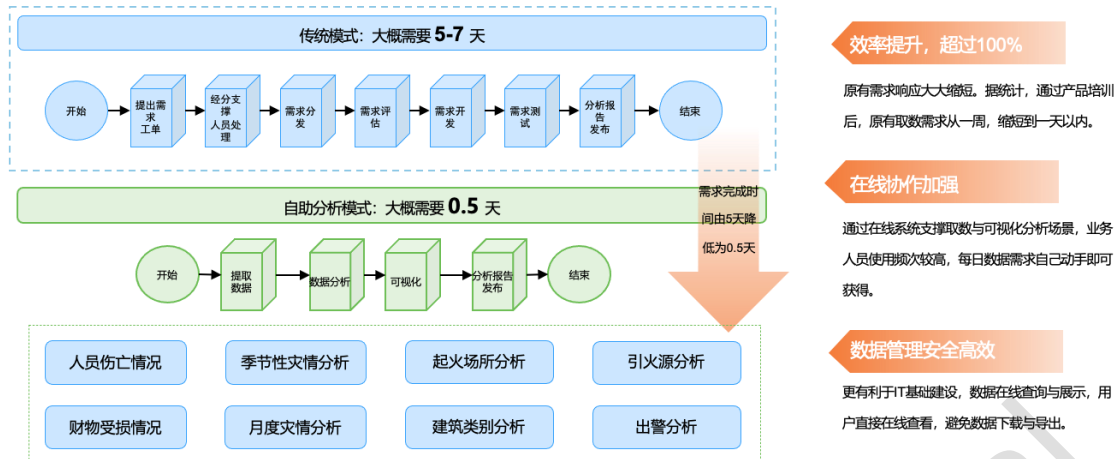 传统模式：大概需要 5-7 天
开始
提出需
求
工单
经分支
撑
人员处
理
需求分
发
需求评
估
需求开
发
需求测
试
分析报
告
发布
结束
需求完成时
间由5天降
低为0.5天
自助分析模式：大概需要 0.5 天
开始
提取
数据
数据分析
可视化
分析报告
发布
结束
人员伤亡情况
季节性灾情分析
起火场所分析
引火源分析
财物受损情况
月度灾情分析
建筑类别分析
出警分析
效率提升，超过100%
原有需求响应大大缩短。据统计，通过产品培训
后，原有取数需求从一周，缩短到一天以内。
在线协作加强
通过在线系统支撑取数与可视化分析场景，业务
人员使用频次较高，每日数据需求自己动手即可
获得。
数据管理安全高效
更有利于IT基础建设，数据在线查询与展示，用
户直接在线查看，避免数据下载与导出。